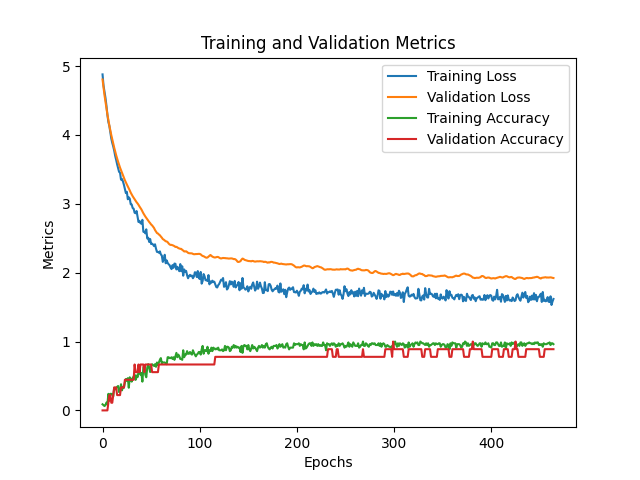 Training and Validation Metrics
Training Loss
Validation Loss
Training Accuracy
Validation Accuracy
Metrics
5
4
3
2
1
0
0 100 200 300 400
Epochs